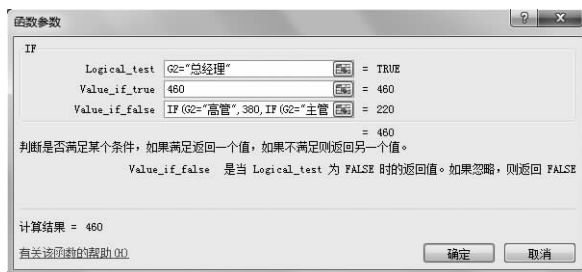 函数参数
IF
Logical_test G2="总经理" = TRUE
Value_if_true 460 = 460
Value_if_false IF(G2="高管",380,IF(G2="主管 = 220
= 460
判断是否满足某个条件，如果满足返回一个值，如果不满足则返回另一个值。
Value_if_false 是当 Logical_test 为 FALSE 时的返回值。如果忽略，则返回 FALSE
计算结果 = 460
有关该函数的帮助(H)
确定 取消